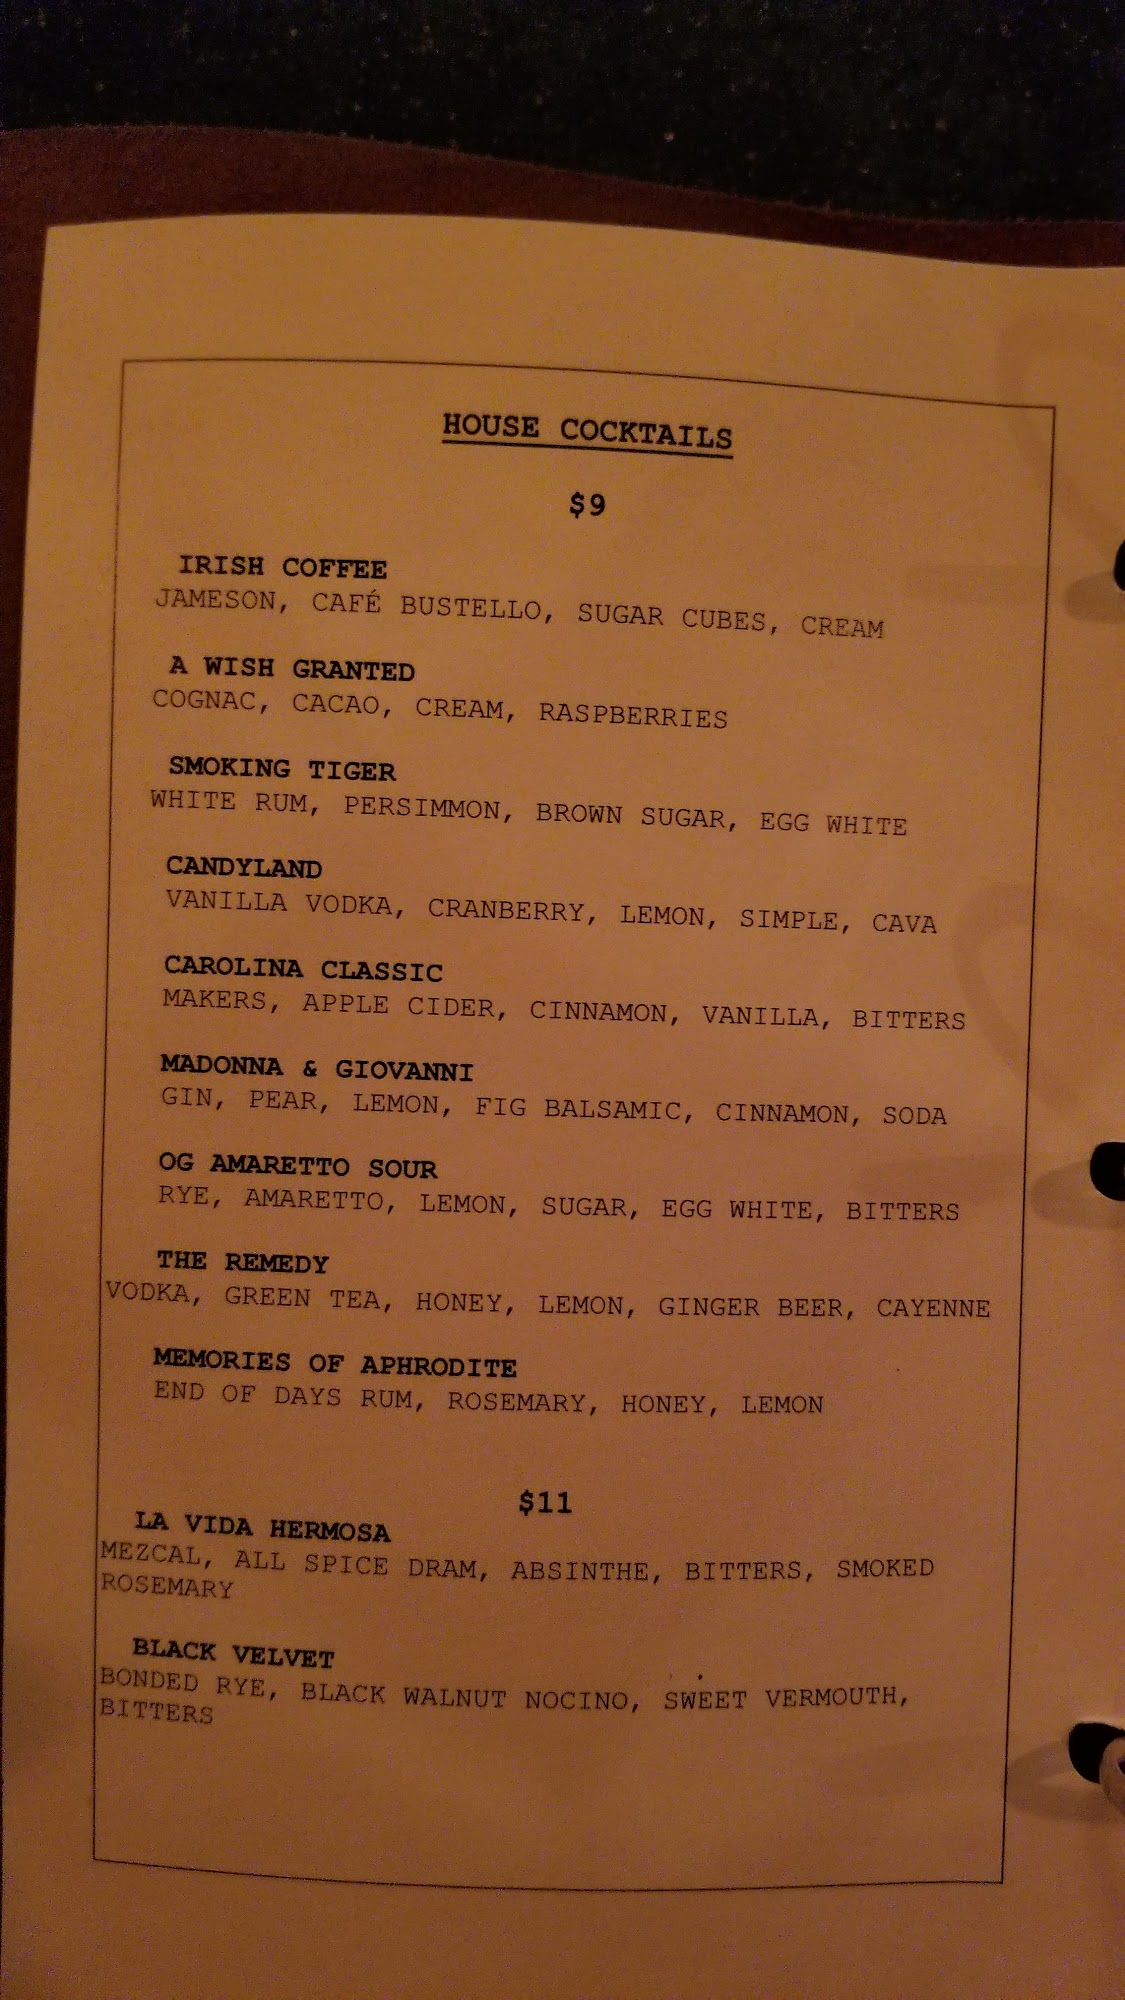 HOUSE COCKTAILS
$9
IRISH COFFEE
JAMESON, CAFÉ BUSTELLO, SUGAR CUBES, CREAM
A WISH GRANTED
COGNAC, CACAO, CREAM, RASPBERRIES
SMOKING TIGER
WHITE RUM, PERSIMMON, BROWN SUGAR, EGG WHITE
CANDYLAND
VANILLA VODKA, CRANBERRY, LEMON, SIMPLE, CAVA
CAROLINA CLASSIC
MAKERS, APPLE CIDER, CINNAMON, VANILLA, BITTERS
MADONNA & GIOVANNI
GIN, PEAR, LEMON, FIG BALSAMIC, CINNAMON, SODA
OG AMARETTO SOUR
RYE, AMARETTO, LEMON, SUGAR, EGG WHITE, BITTERS
THE REMEDY
VODKA, GREEN TEA, HONEY, LEMON, GINGER BEER, CAYENNE
MEMORIES OF APHRODITE
END OF DAYS RUM, ROSEMARY, HONEY, LEMON
$11
LA VIDA HERMOSA
MEZCAL, ALL SPICE DRAM, ABSINTHE, BITTERS, SMOKED
ROSEMARY
BLACK VELVET
BONDED RYE, BLACK WALNUT NOCINO, SWEET VERMOUTH,
BITTERS